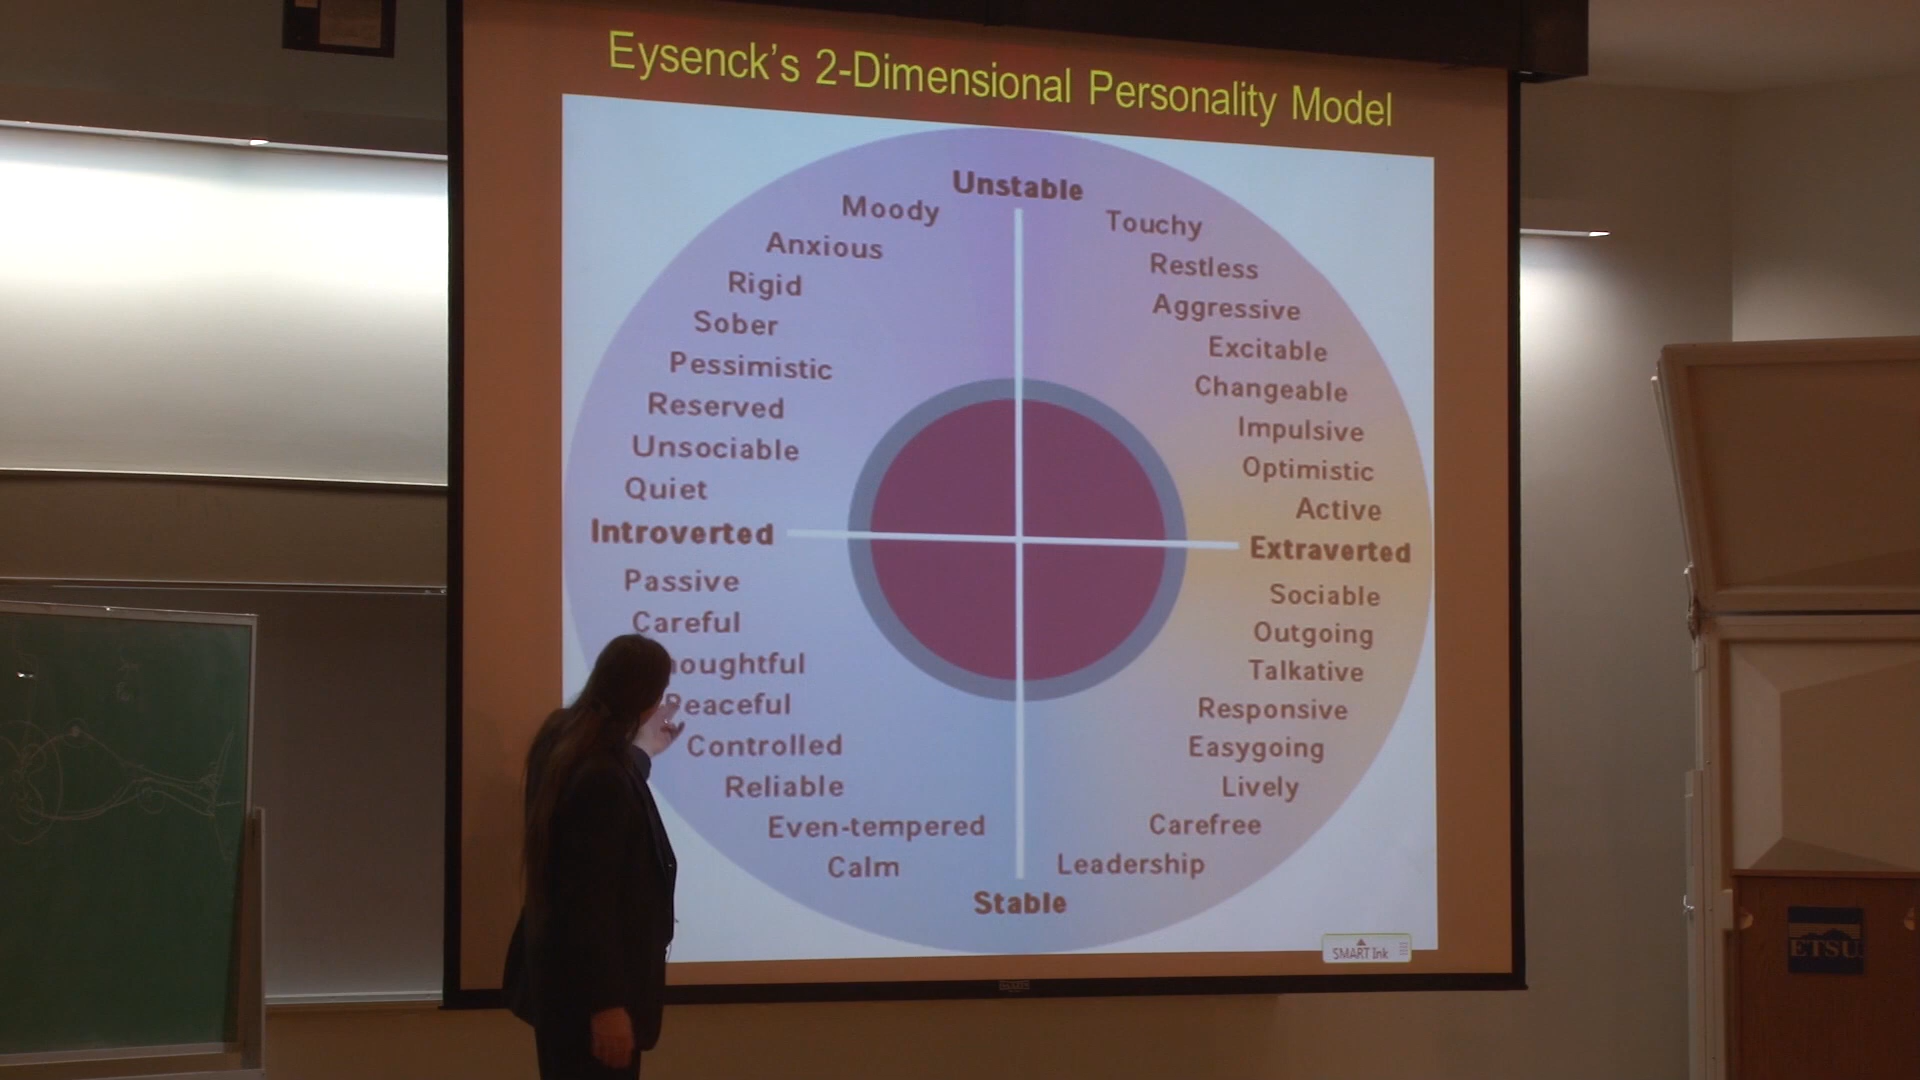 Eysenck's 2-Dimensional Personality Model
Unstable
Moody
Anxious
Rigid
Sober
Pessimistic
Reserved
Unsociable
Quiet
Introverted
Passive
Careful
houghtful
Peaceful
Controlled
Reliable
Even-tempered
Calm
Touchy
Restless
Aggressive
Excitable
Changeable
Impulsive
Optimistic
Active
Extraverted
Sociable
Outgoing
Talkative
Responsive
Easygoing
Lively
Carefree
Leadership
Stable
SMART Ink
ETSU